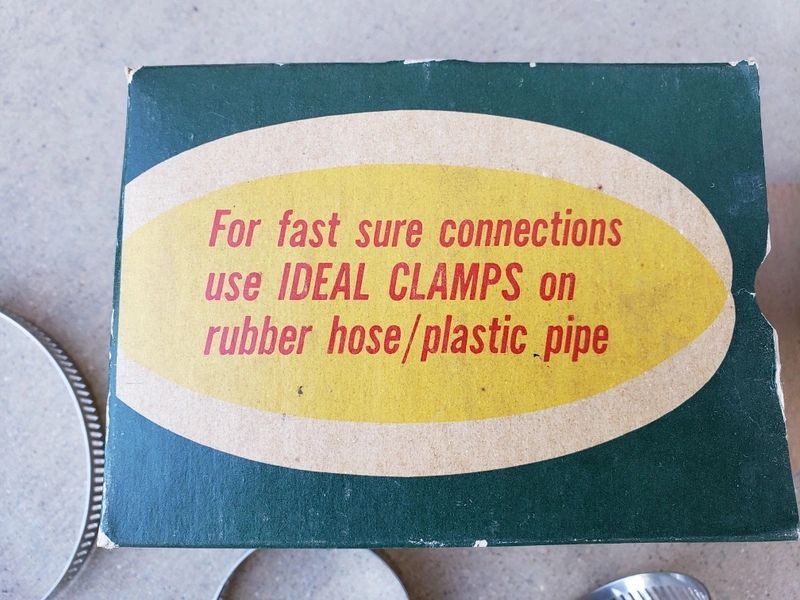 For fast sure connections
use IDEAL CLAMPS on
rubber hose/plastic pipe